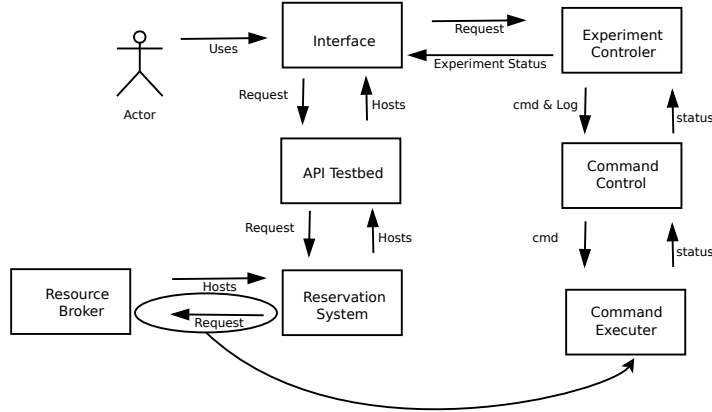 Interface
Request
Experiment
Controler
Uses
Experiment Status
Actor
Request
Hosts
cmd & Log
status
API Testbed
Command
Control
Request
Hosts
cmd
status
Hosts
Resource
Broker
Request
Reservation
System
Command
Executer